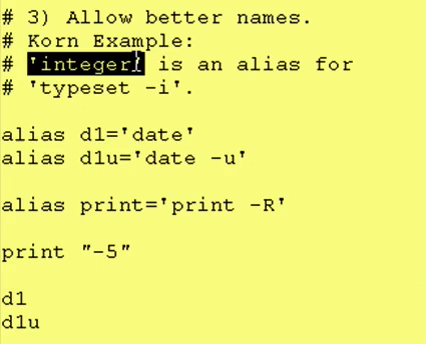 # 3) Allow better names.
# Korn Example:
# 'integer' is an alias for
# 'typeset -i'.
alias d1='date'
alias d1u='date -u'
alias print='print -R'
print "-5"
d1
d1u